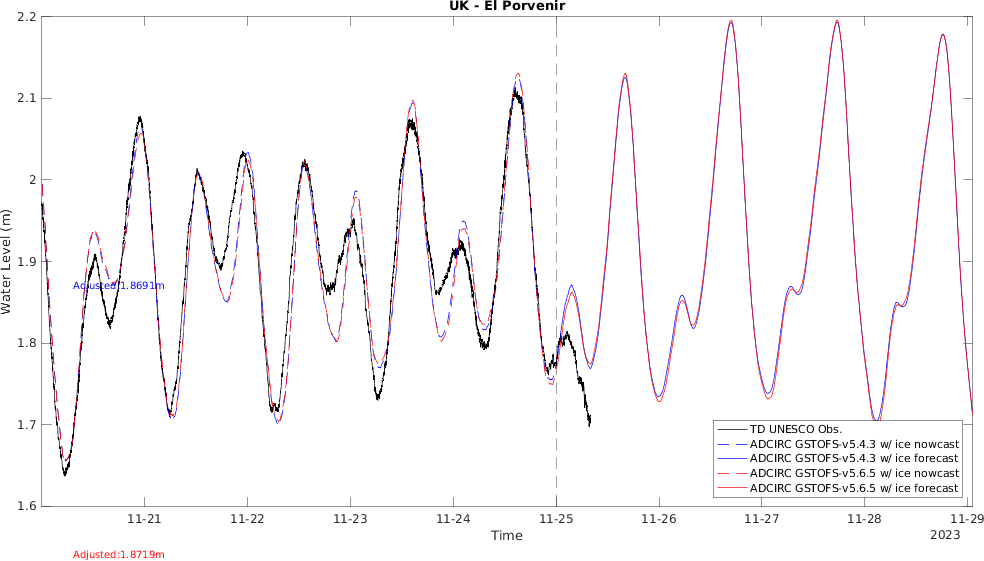 UK - El Porvenir
2.2
2.1
2
1.9
1.8
1.7
1.6
Water Level (m)
Adjusted:1.8691m
TD UNESCO Obs.
ADCIRC GSTOFS-v5.4.3 w/ ice nowcast
ADCIRC GSTOFS-v5.4.3 w/ ice forecast
ADCIRC GSTOFS-v5.6.5 w/ ice nowcast
ADCIRC GSTOFS-v5.6.5 w/ ice forecast
11-21 11-22 11-23 11-24 11-25 11-26 11-27 11-28 11-29
Time
2023
Adjusted:1.8719m